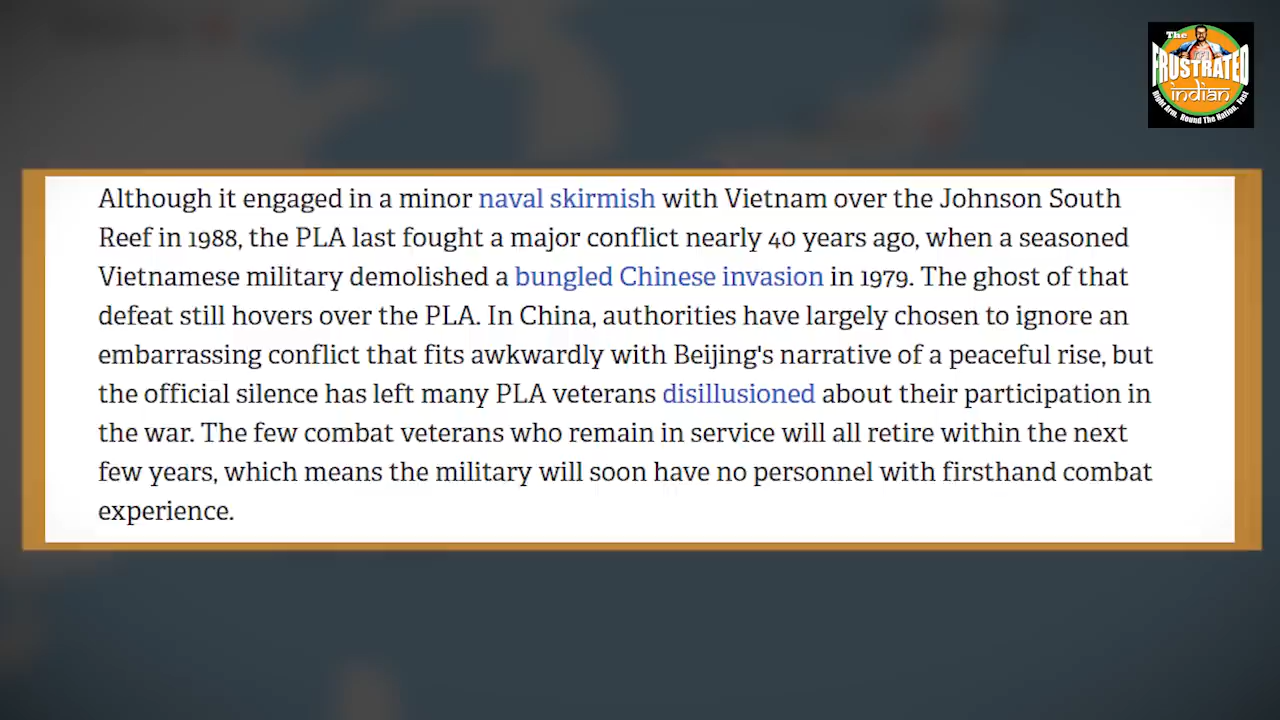 The
FRUSTRATED
indian
Right Arm, Round The Nation, Fast
Although it engaged in a minor naval skirmish with Vietnam over the Johnson South
Reef in 1988, the PLA last fought a major conflict nearly 40 years ago, when a seasoned
Vietnamese military demolished a bungled Chinese invasion in 1979. The ghost of that
defeat still hovers over the PLA. In China, authorities have largely chosen to ignore an
embarrassing conflict that fits awkwardly with Beijing's narrative of a peaceful rise, but
the official silence has left many PLA veterans disillusioned about their participation in
the war. The few combat veterans who remain in service will all retire within the next
few years, which means the military will soon have no personnel with firsthand combat
experience.